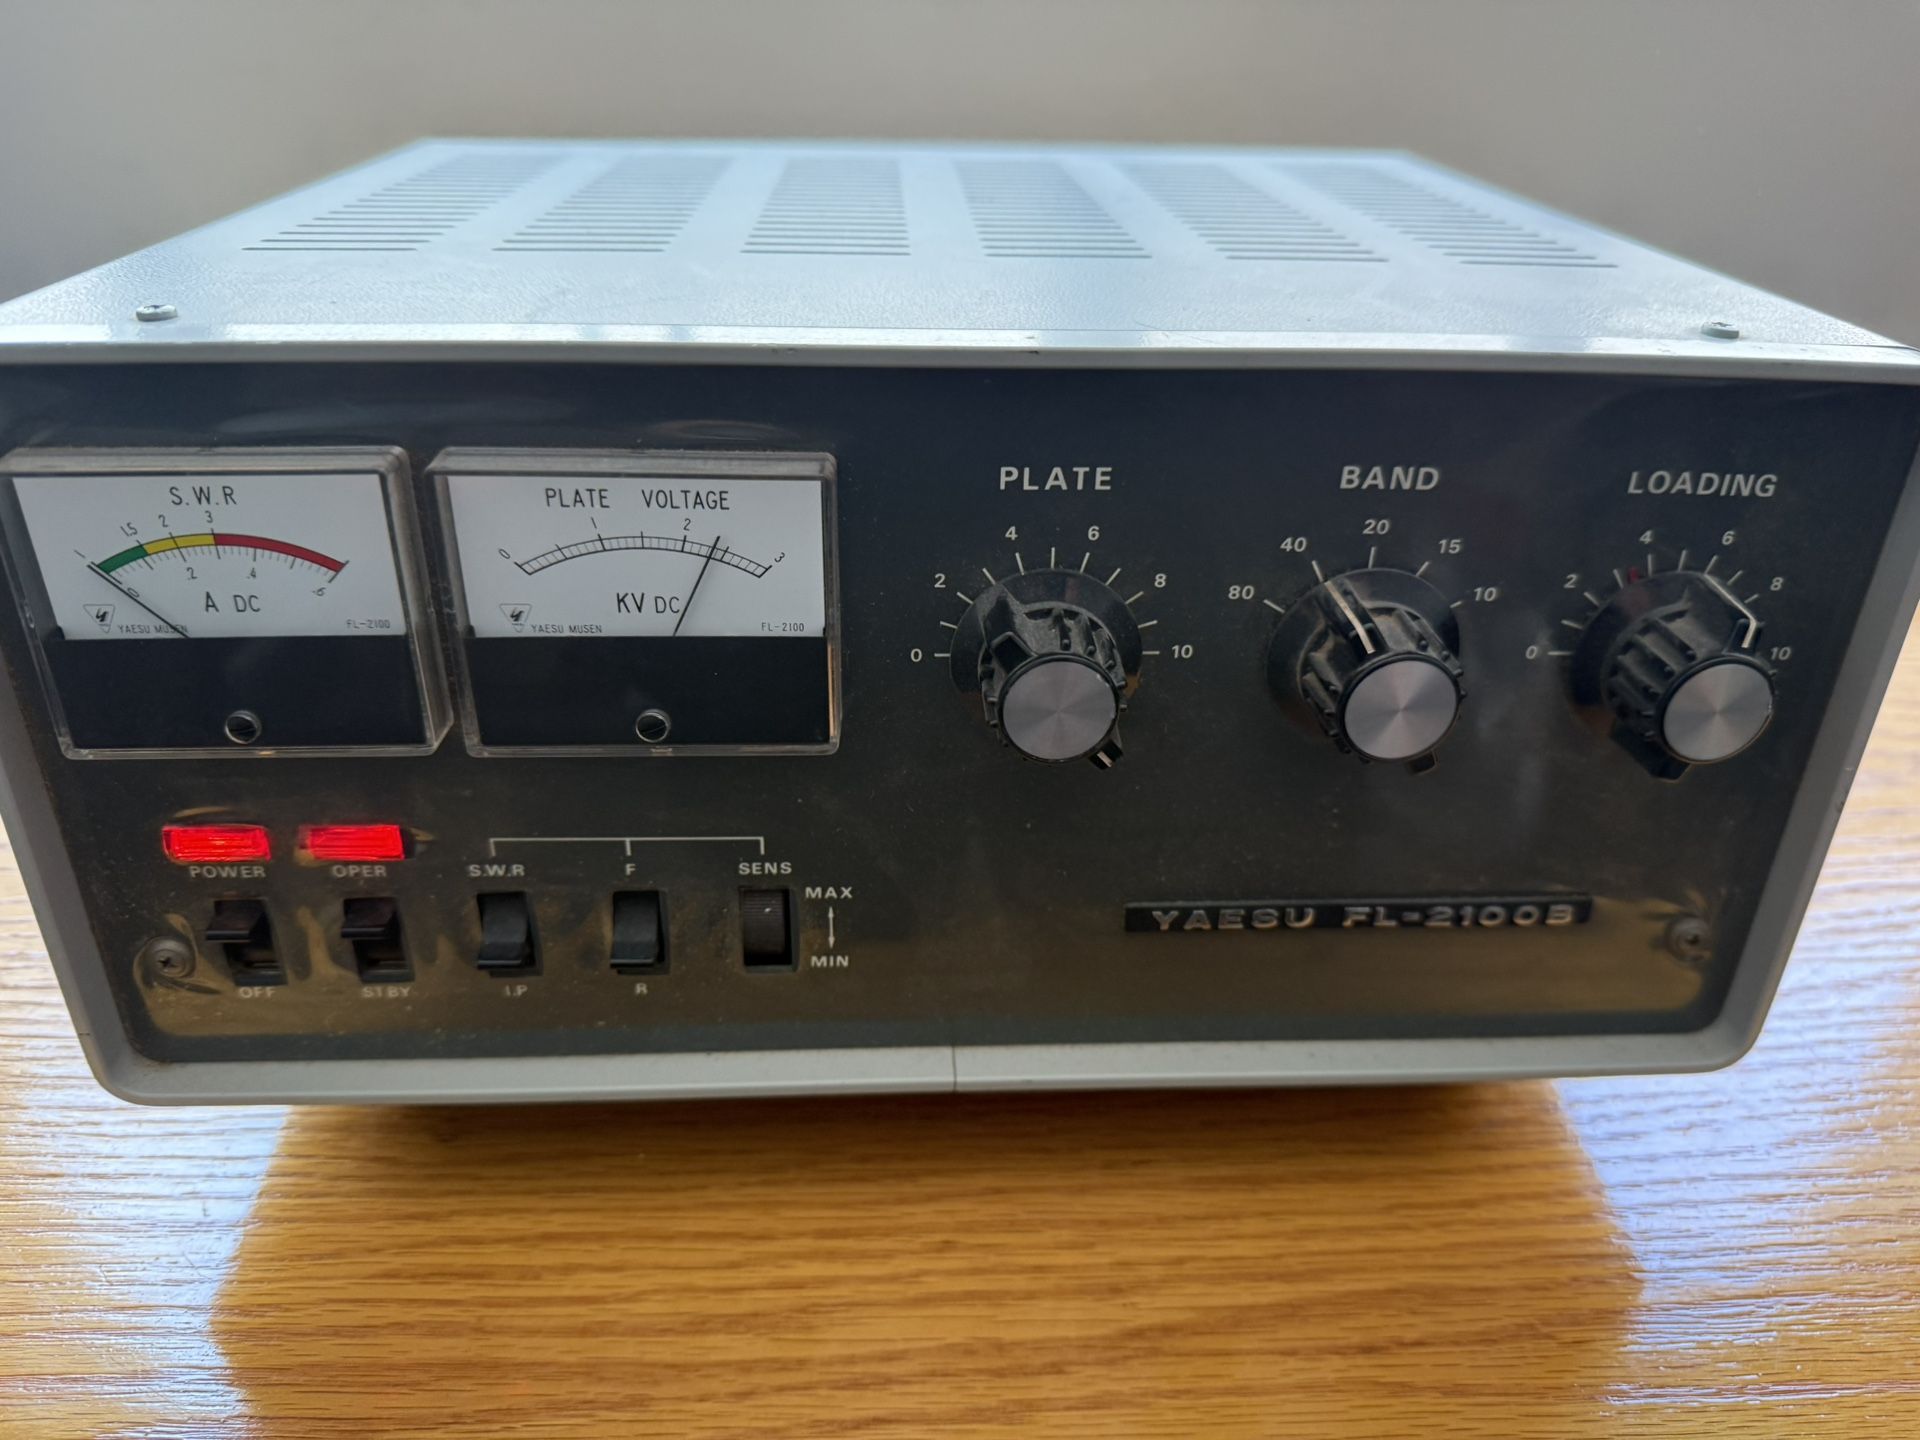 S.W.R
1 1.5 2 3
0 .2 .4 .6
A DC
YAESU MUSEN FL-2100
PLATE VOLTAGE
0 1 2 3
KV DC
YAESU MUSEN FL-2100
PLATE
0 2 4 6 8 10
BAND
80 40 20 15 10
LOADING
0 2 4 6 8 10
POWER OPER S.W.R F SENS
MAX
MIN
OFF STBY I.P R
YAESU FL-2100B